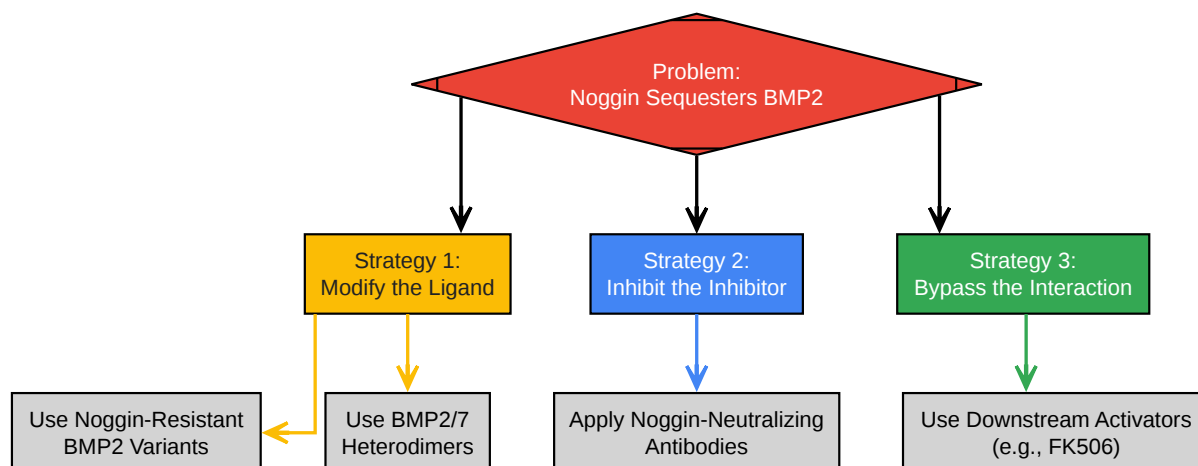 Problem:
Noggin Sequesters BMP2
Strategy 1:
Modify the Ligand
Strategy 2:
Inhibit the Inhibitor
Strategy 3:
Bypass the Interaction
Use Noggin-Resistant
BMP2 Variants
Use BMP2/7
Heterodimers
Apply Noggin-Neutralizing
Antibodies
Use Downstream Activators
(e.g., FK506)